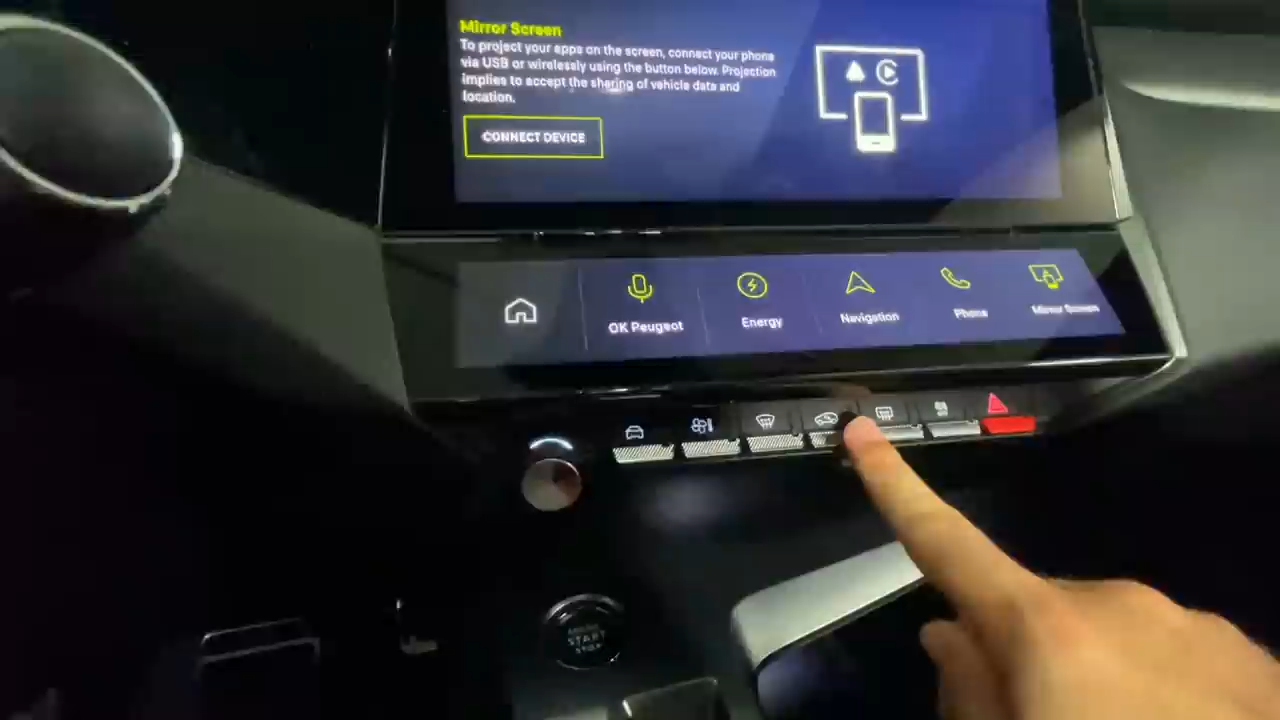 Mirror Screen
To project your apps on the screen, connect your phone
via USB or wirelessly using the button below. Projection
implies to accept the sharing of vehicle data and
location.
CONNECT DEVICE
OK Peugeot
Energy
Navigation
Phone
Mirror Screen
START
STOP